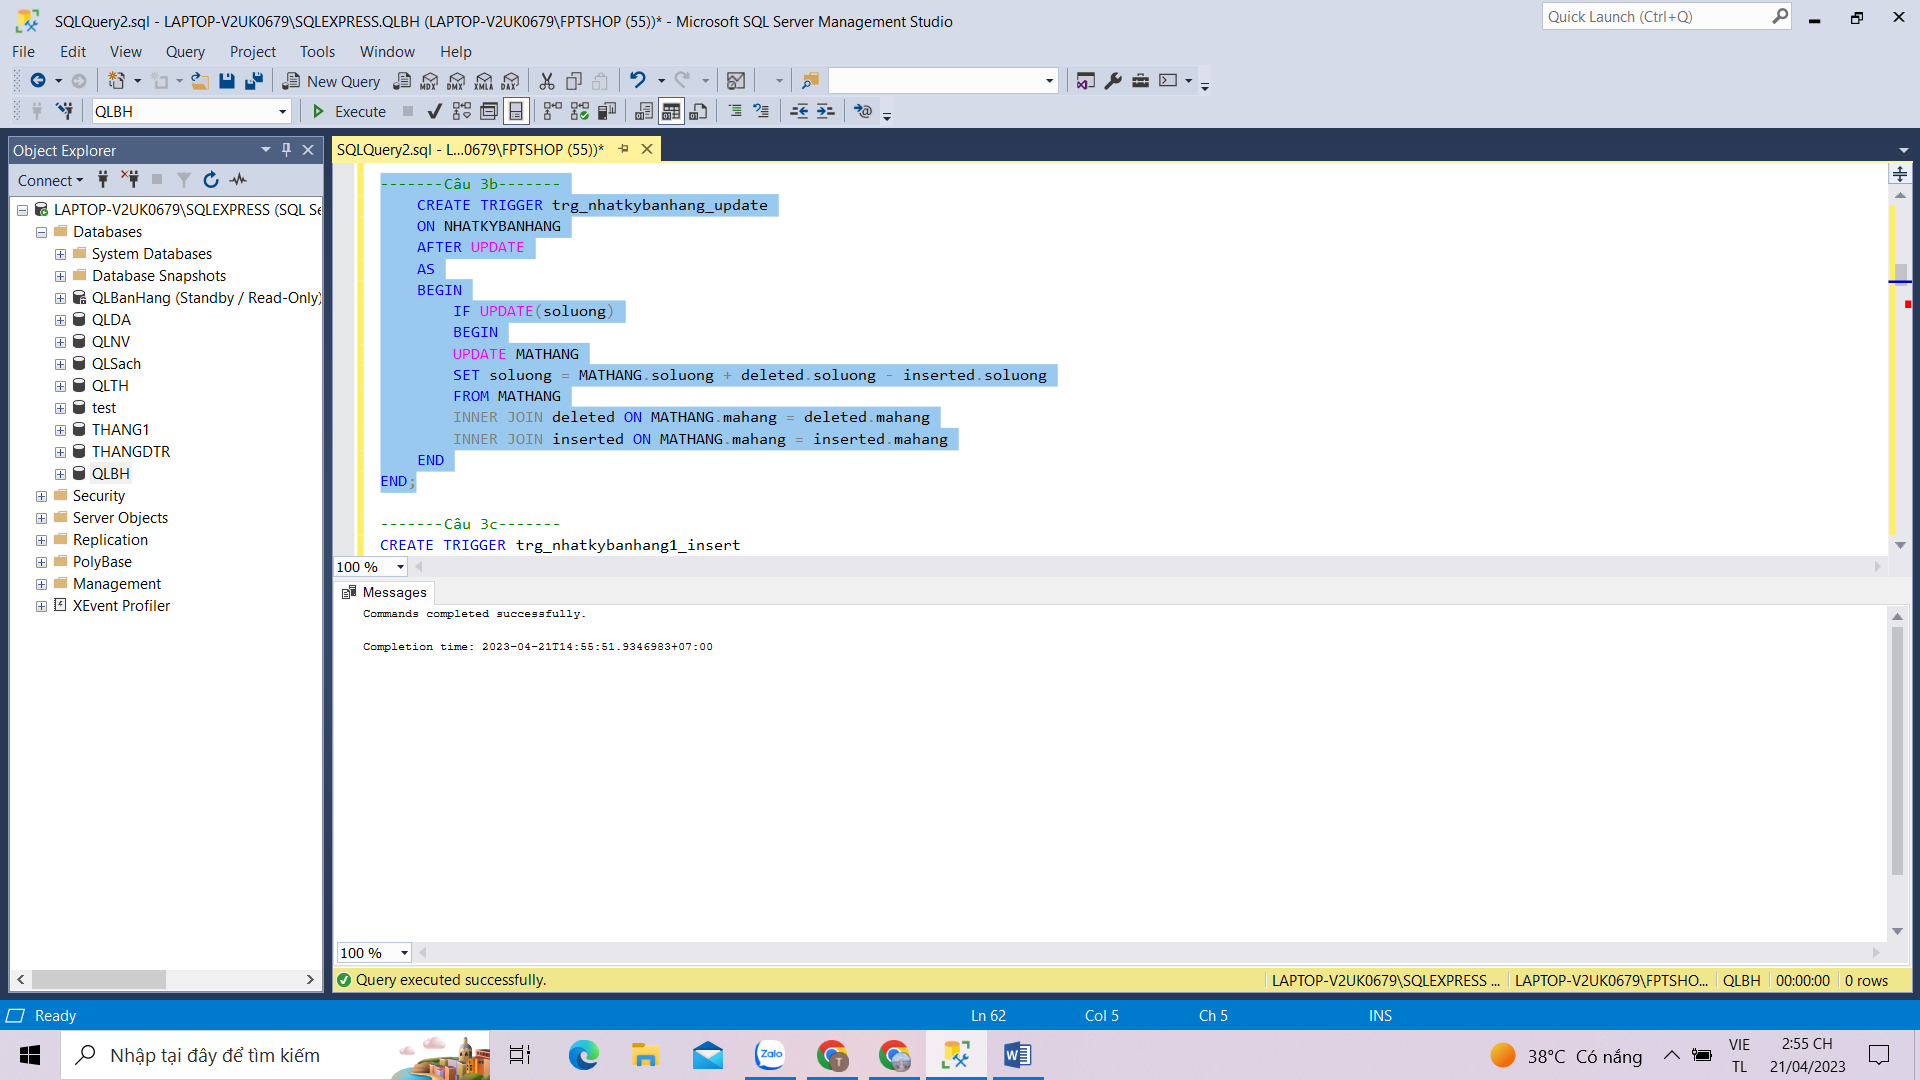 SQLQuery2.sql - LAPTOP-V2UK0679\SQLEXPRESS.QLBH (LAPTOP-V2UK0679\FPTSHOP (55))* - Microsoft SQL Server Management Studio
Quick Launch (Ctrl+Q)
File Edit View Query Project Tools Window Help
New Query MDX DMX XMLA DAX
QLBH Execute
Object Explorer
SQLQuery2.sql - L...0679\FPTSHOP (55))*
Connect
LAPTOP-V2UK0679\SQLEXPRESS (SQL Se
Databases
System Databases
Database Snapshots
QLBanHang (Standby / Read-Only)
QLDA
QLNV
QLSach
QLTH
test
THANG1
THANGDTR
QLBH
Security
Server Objects
Replication
PolyBase
Management
XEvent Profiler
-------Câu 3b-------
CREATE TRIGGER trg_nhatkybanhang_update
ON NHATKYBANHANG
AFTER UPDATE
AS
BEGIN
IF UPDATE(soluong)
BEGIN
UPDATE MATHANG
SET soluong = MATHANG.soluong + deleted.soluong - inserted.soluong
FROM MATHANG
INNER JOIN deleted ON MATHANG.mahang = deleted.mahang
INNER JOIN inserted ON MATHANG.mahang = inserted.mahang
END
END;
-------Câu 3c-------
CREATE TRIGGER trg_nhatkybanhang1_insert
100 %
Messages
Commands completed successfully.
Completion time: 2023-04-21T14:55:51.9346983+07:00
100 %
Query executed successfully. LAPTOP-V2UK0679\SQLEXPRESS ... LAPTOP-V2UK0679\FPTSHO... QLBH 00:00:00 0 rows
Ready Ln 62 Col 5 Ch 5 INS
Nhập tại đây để tìm kiếm
Zalo
T
38°C Có nắng
VIE
TL
2:55 CH
21/04/2023